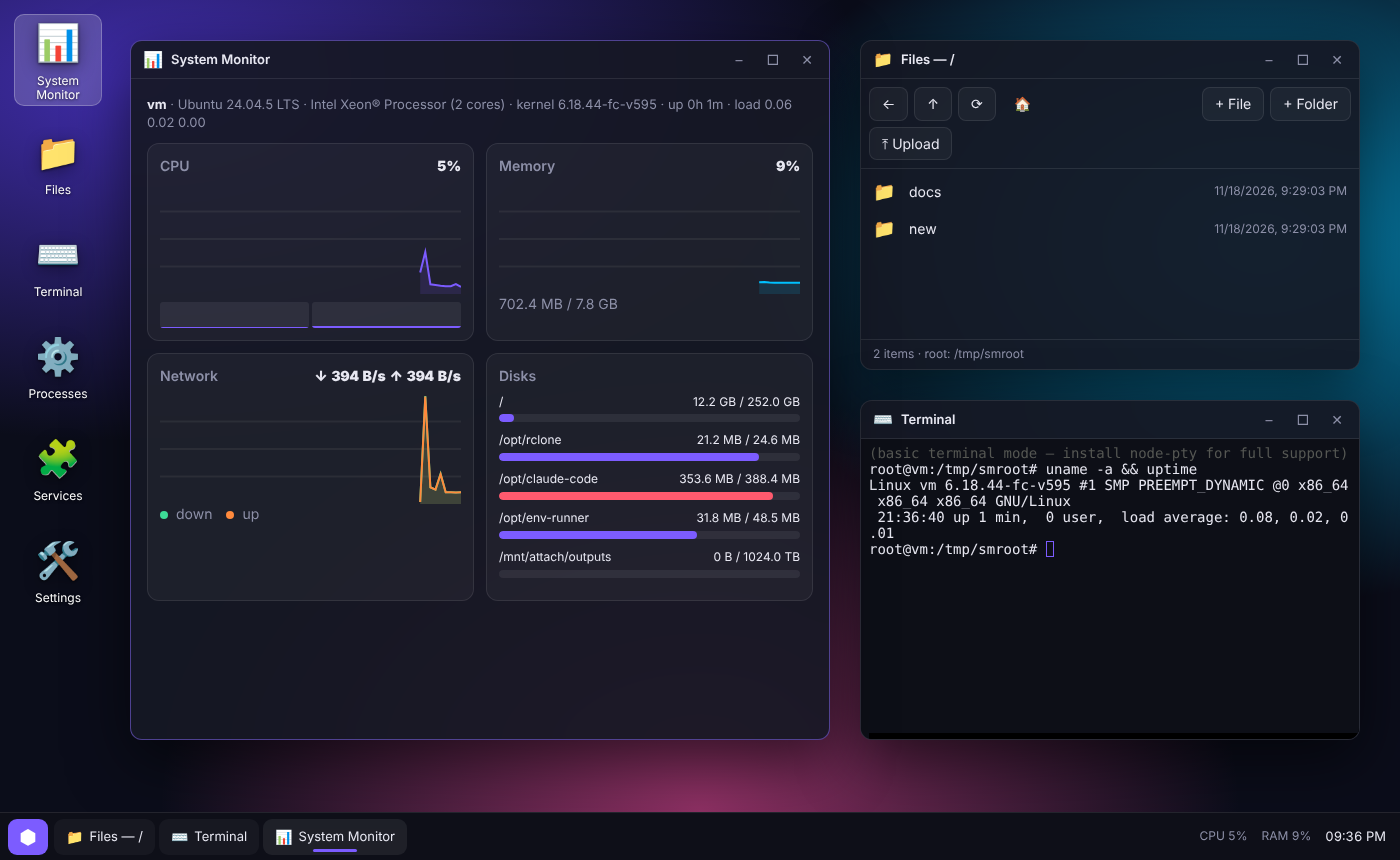 System
Monitor
Files
Terminal
Processes
Services
Settings
System Monitor
vm · Ubuntu 24.04.5 LTS · Intel Xeon® Processor (2 cores) · kernel 6.18.44-fc-v595 · up 0h 1m · load 0.06
0.02 0.00
CPU 5%
Memory 9%
702.4 MB / 7.8 GB
Network ↓ 394 B/s ↑ 394 B/s
down up
Disks
/ 12.2 GB / 252.0 GB
/opt/rclone 21.2 MB / 24.6 MB
/opt/claude-code 353.6 MB / 388.4 MB
/opt/env-runner 31.8 MB / 48.5 MB
/mnt/attach/outputs 0 B / 1024.0 TB
Files — /
+ File + Folder
Upload
docs 11/18/2026, 9:29:03 PM
new 11/18/2026, 9:29:03 PM
2 items · root: /tmp/smroot
Terminal
(basic terminal mode — install node-pty for full support)
root@vm:/tmp/smroot# uname -a && uptime
Linux vm 6.18.44-fc-v595 #1 SMP PREEMPT_DYNAMIC @0 x86_64
x86_64 x86_64 GNU/Linux
21:36:40 up 1 min,  0 user,  load average: 0.08, 0.02, 0
.01
root@vm:/tmp/smroot#
Files — /
Terminal
System Monitor
CPU 5% RAM 9% 09:36 PM